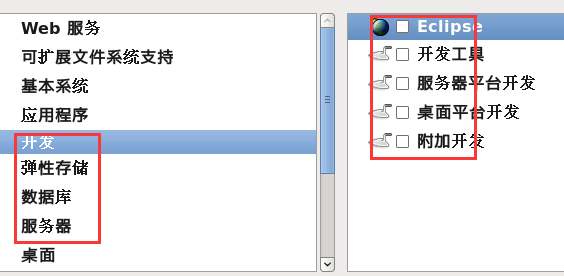 Web 服务
可扩展文件系统支持
基本系统
应用程序
开发
弹性存储
数据库
服务器
桌面
Eclipse
开发工具
服务器平台开发
桌面平台开发
附加开发